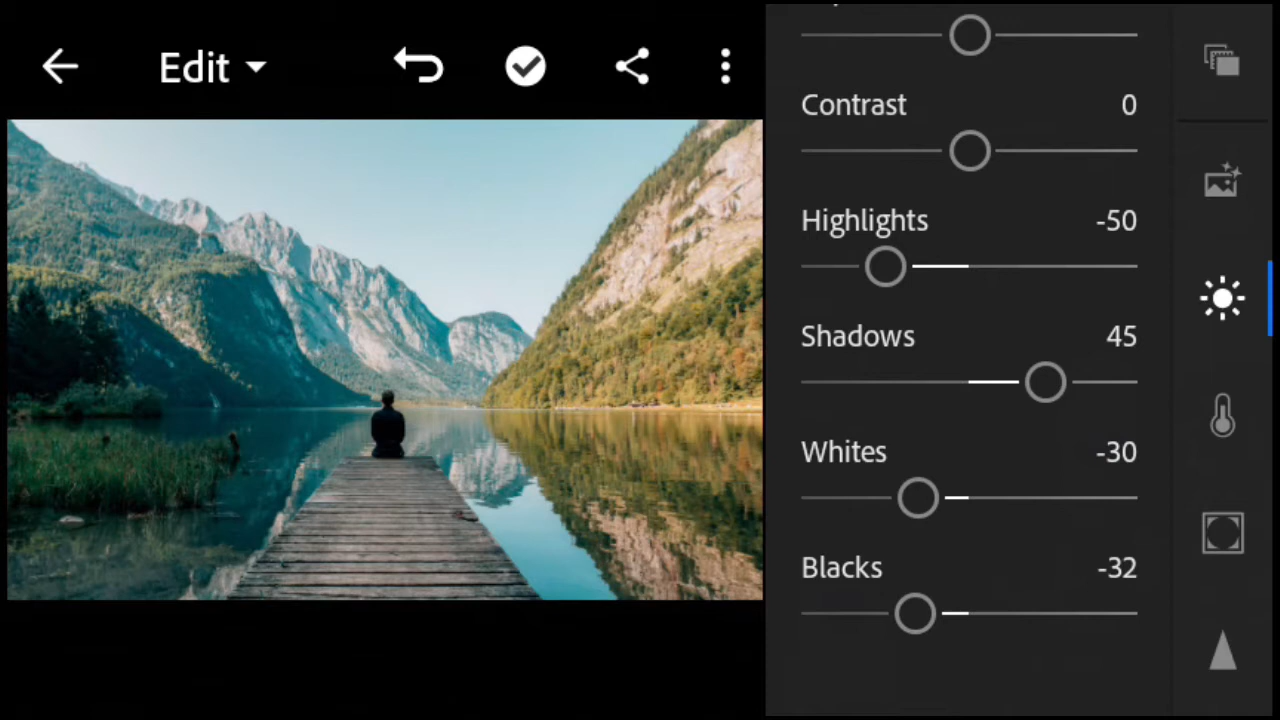 Edit
Contrast 0
Highlights -50
Shadows 45
Whites -30
Blacks -32